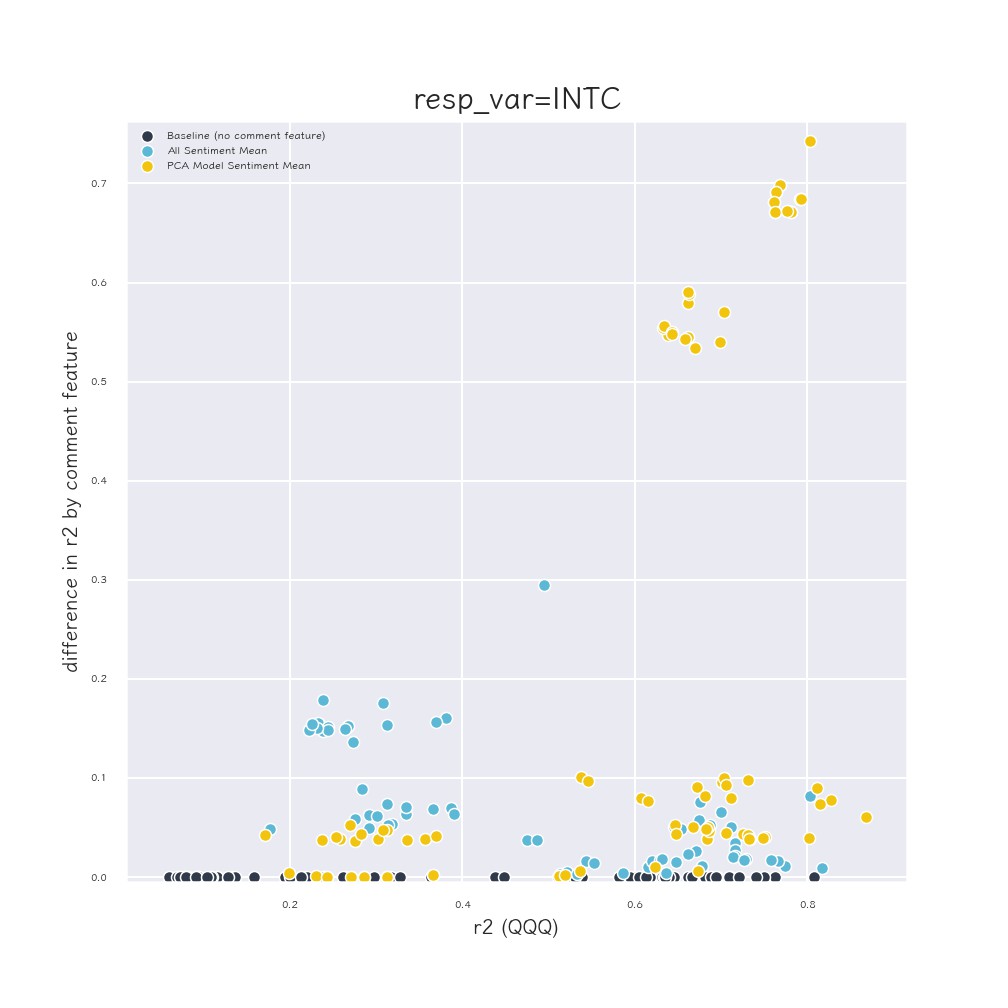 resp_var=INTC
Baseline (no comment feature)
All Sentiment Mean
PCA Model Sentiment Mean
difference in r2 by comment feature
0.7
0.6
0.5
0.4
0.3
0.2
0.1
0.0
0.2 0.4 0.6 0.8
r2 (QQQ)